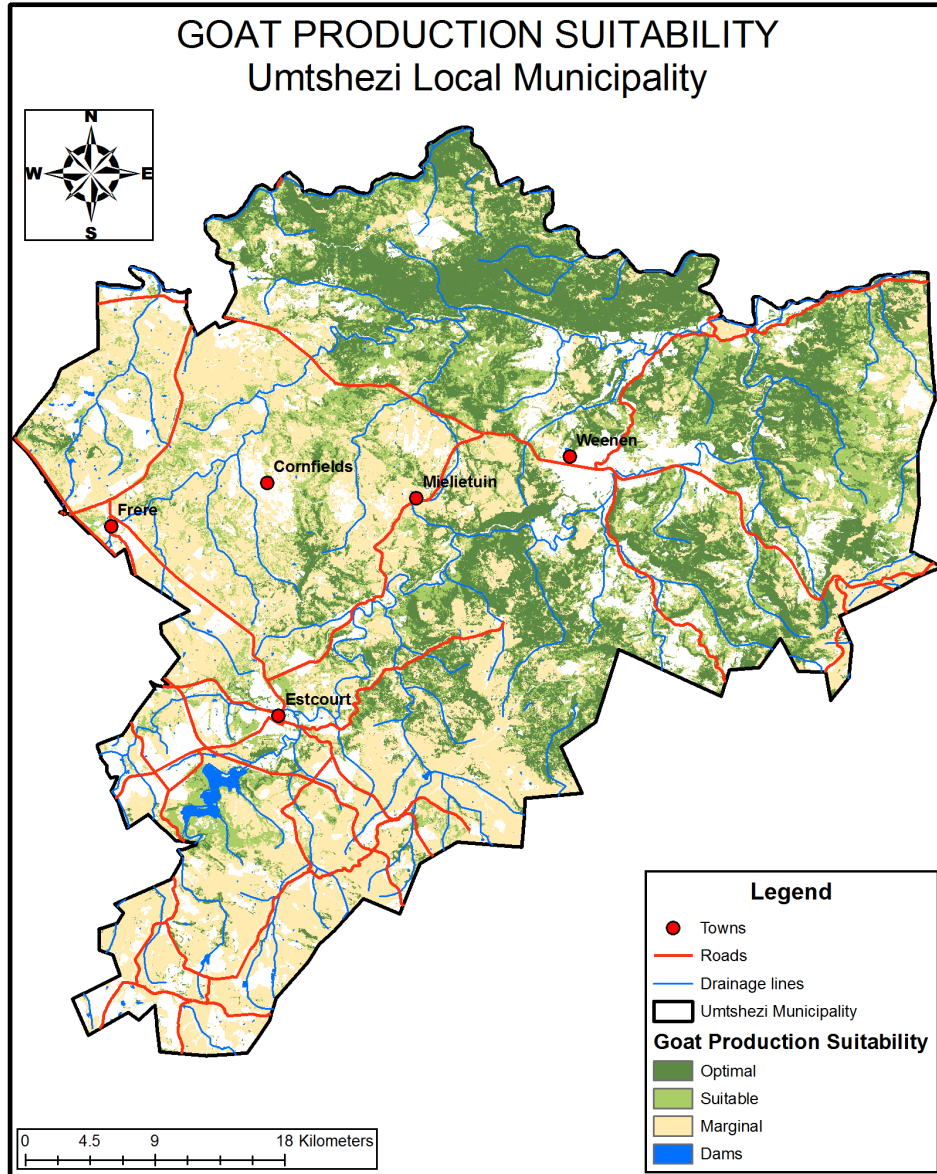 GOAT PRODUCTION SUITABILITY
Umtshezi Local Municipality
N
W E
S
Weenen
Cornfields
Mielietuin
Frere
Estcourt
Legend
Towns
Roads
Drainage lines
Umtshezi Municipality
Goat Production Suitability
Optimal
Suitable
Marginal
Dams
0 4.5 9 18 Kilometers